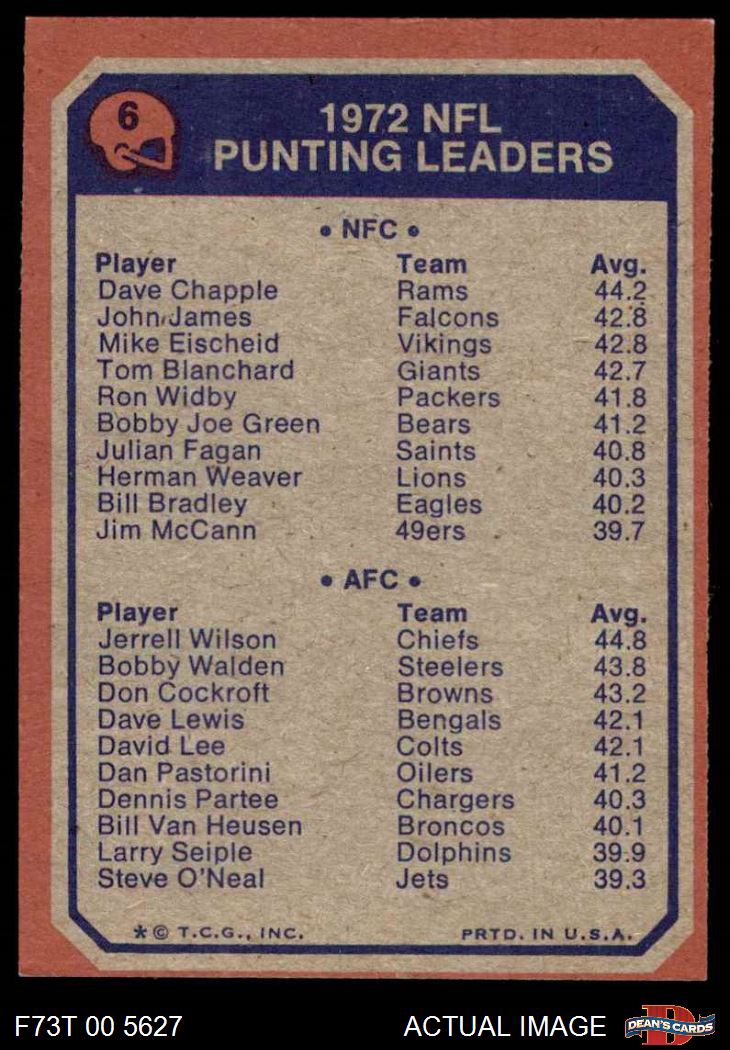 6
1972 NFL
PUNTING LEADERS
• NFC •
Player Team Avg.
Dave Chapple Rams 44.2
John James Falcons 42.8
Mike Eischeid Vikings 42.8
Tom Blanchard Giants 42.7
Ron Widby Packers 41.8
Bobby Joe Green Bears 41.2
Julian Fagan Saints 40.8
Herman Weaver Lions 40.3
Bill Bradley Eagles 40.2
Jim McCann 49ers 39.7
• AFC •
Player Team Avg.
Jerrell Wilson Chiefs 44.8
Bobby Walden Steelers 43.8
Don Cockroft Browns 43.2
Dave Lewis Bengals 42.1
David Lee Colts 42.1
Dan Pastorini Oilers 41.2
Dennis Partee Chargers 40.3
Bill Van Heusen Broncos 40.1
Larry Seiple Dolphins 39.9
Steve O'Neal Jets 39.3
* © T.C.G., INC. PRTD. IN U.S.A.
F73T 00 5627 ACTUAL IMAGE D DEAN'S CARDS